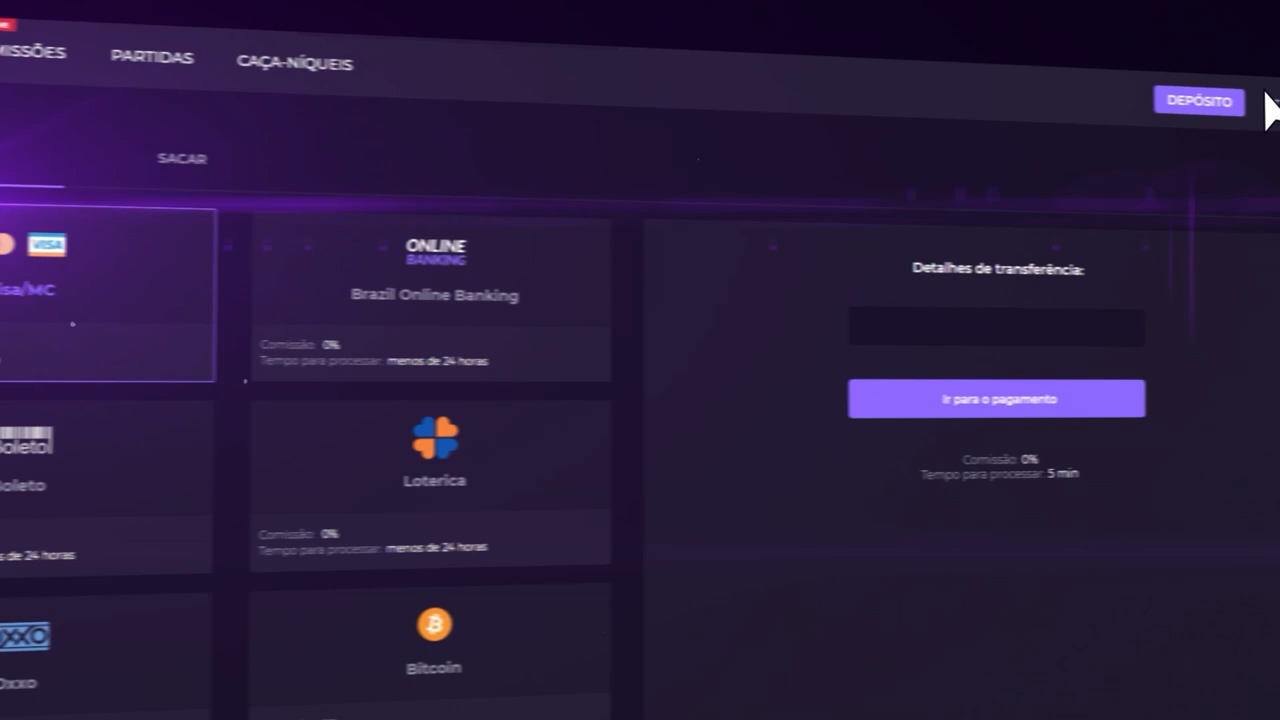 MISSÕES PARTIDAS CAÇA-NÍQUEIS
DEPÓSITO
SACAR
VISA
isa/MC
ONLINE
BANKING
Brazil Online Banking
Comissão: 0%
Tempo para processar: menos de 24 horas
Detalhes de transferência:
Ir para o pagamento
Comissão: 0%
Tempo para processar: 5 min
Boleto
Boleto
s de 24 horas
Loterica
Comissão: 0%
Tempo para processar: menos de 24 horas
OXXO
Oxxo
Bitcoin